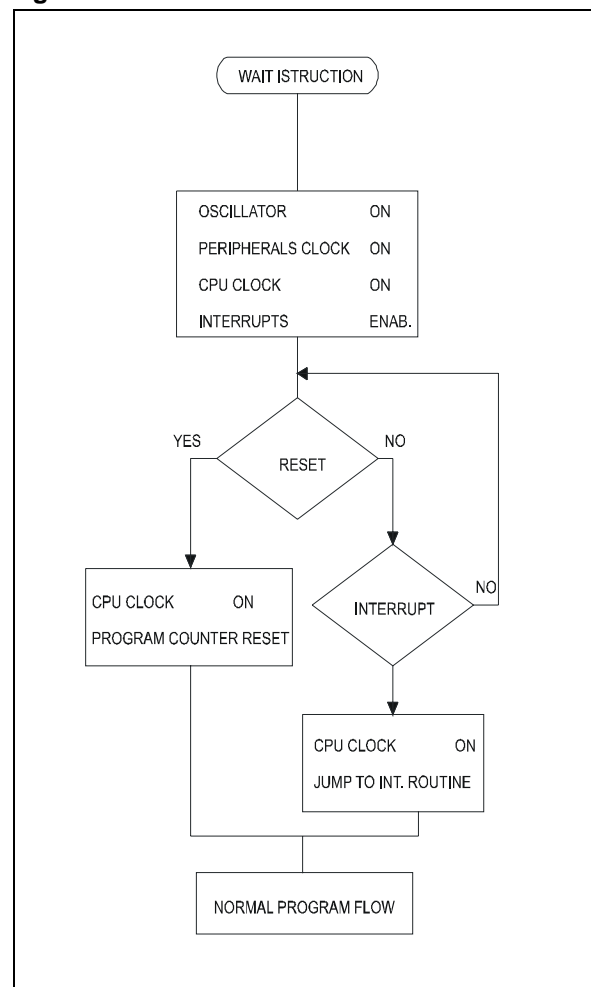 WAIT ISTRUCTION
OSCILLATOR ON
PERIPHERALS CLOCK ON
CPU CLOCK ON
INTERRUPTS ENAB.
YES
NO
RESET
NO
CPU CLOCK ON
PROGRAM COUNTER RESET
INTERRUPT
CPU CLOCK ON
JUMP TO INT. ROUTINE
NORMAL PROGRAM FLOW